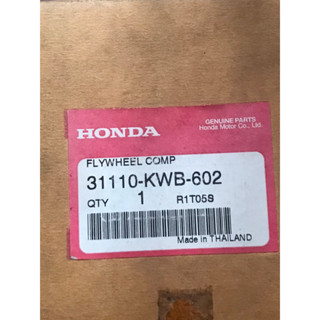 GENUINE PARTS
Honda Motor Co., Ltd.
HONDA
FLYWHEEL COMP
31110-KWB-602
QTY 1 R1T05S
Made in THAILAND